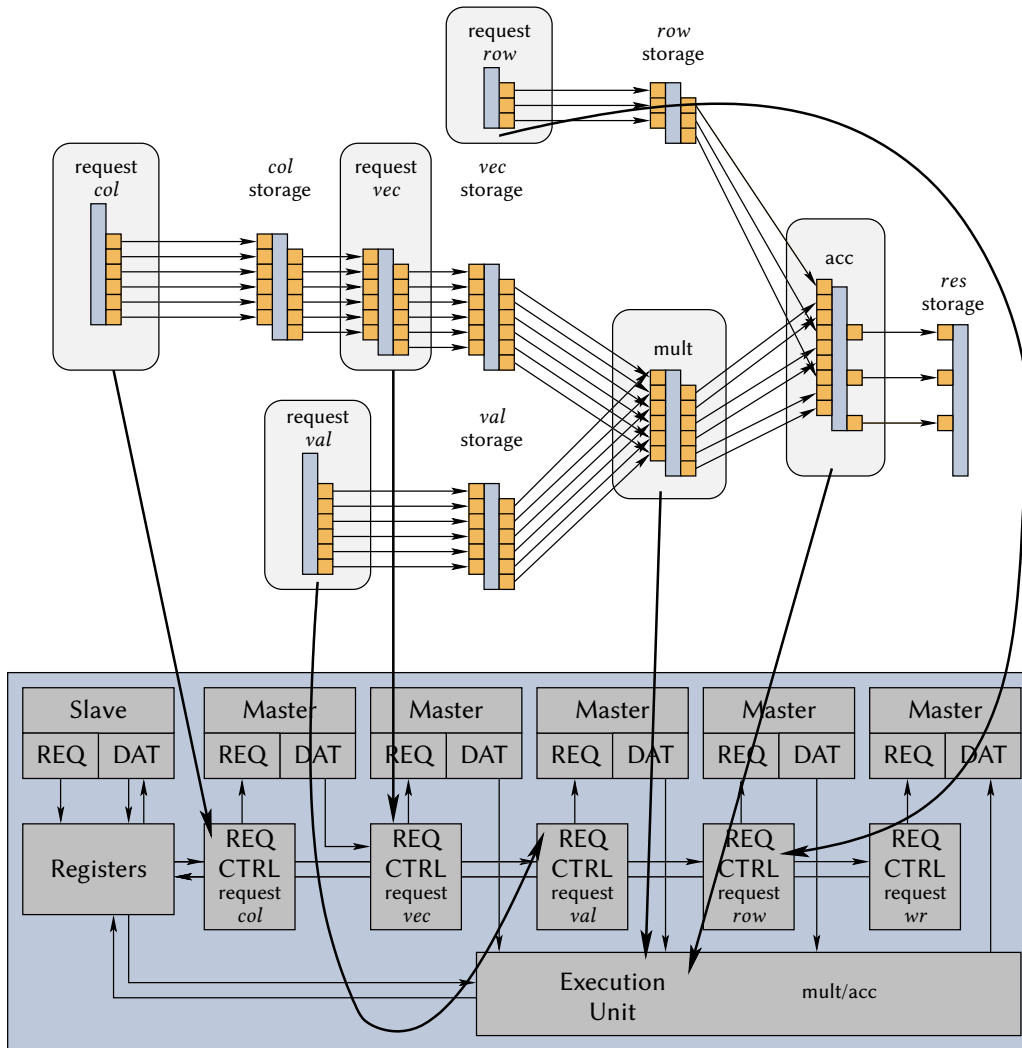 request
row
row
storage
request
col
col
storage
request
vec
vec
storage
acc
res
storage
mult
request
val
val
storage
Slave
REQ DAT
Master
REQ DAT
Master
REQ DAT
Master
REQ DAT
Master
REQ DAT
Master
REQ DAT
Registers
REQ
CTRL
request
col
REQ
CTRL
request
vec
REQ
CTRL
request
val
REQ
CTRL
request
row
REQ
CTRL
request
wr
Execution
Unit
mult/acc